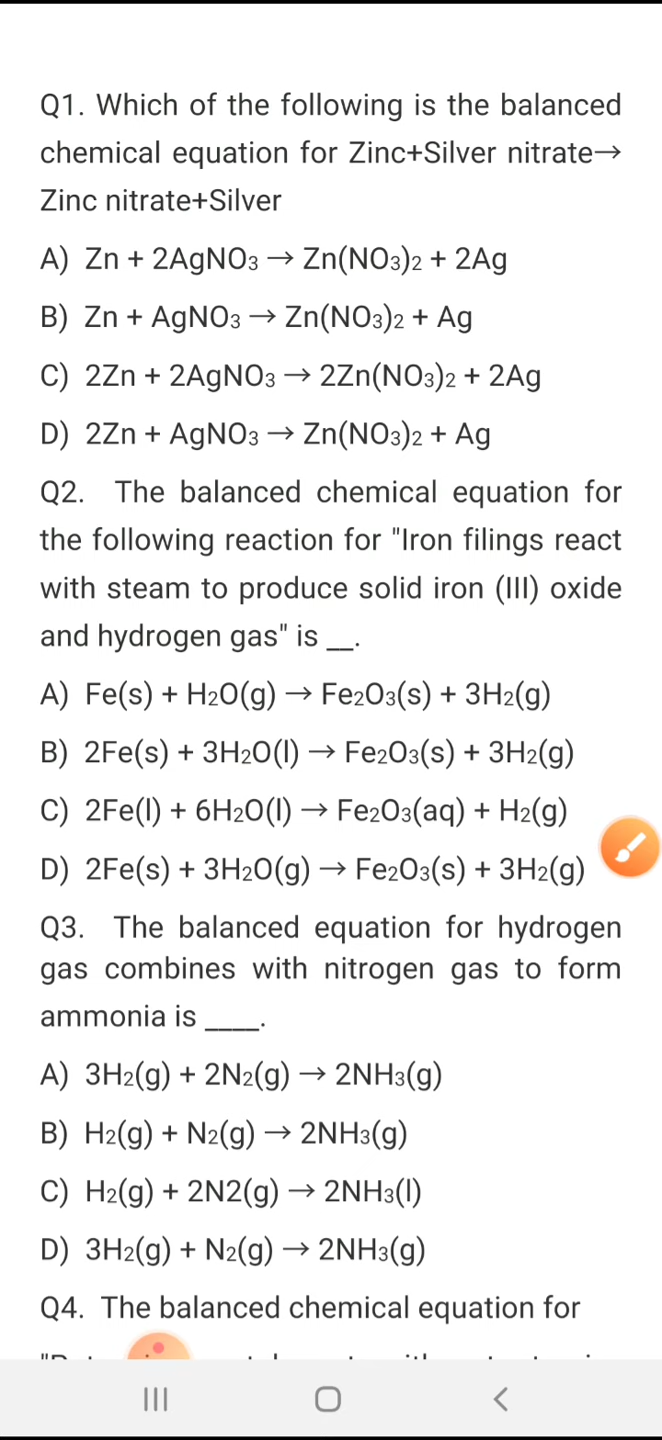 Q1. Which of the following is the balanced
chemical equation for Zinc+Silver nitrate→
Zinc nitrate+Silver
A) Zn + 2AgNO3 → Zn(NO3)2 + 2Ag
B) Zn + AgNO3 → Zn(NO3)2 + Ag
C) 2Zn + 2AgNO3 → 2Zn(NO3)2 + 2Ag
D) 2Zn + AgNO3 → Zn(NO3)2 + Ag
Q2. The balanced chemical equation for
the following reaction for "Iron filings react
with steam to produce solid iron (III) oxide
and hydrogen gas" is __.
A) Fe(s) + H2O(g) → Fe2O3(s) + 3H2(g)
B) 2Fe(s) + 3H2O(l) → Fe2O3(s) + 3H2(g)
C) 2Fe(l) + 6H2O(l) → Fe2O3(aq) + H2(g)
D) 2Fe(s) + 3H2O(g) → Fe2O3(s) + 3H2(g)
Q3. The balanced equation for hydrogen
gas combines with nitrogen gas to form
ammonia is ____.
A) 3H2(g) + 2N2(g) → 2NH3(g)
B) H2(g) + N2(g) → 2NH3(g)
C) H2(g) + 2N2(g) → 2NH3(l)
D) 3H2(g) + N2(g) → 2NH3(g)
Q4. The balanced chemical equation for